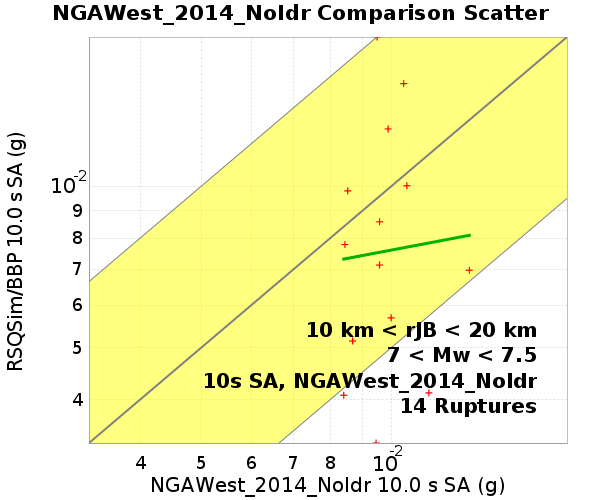 NGAWest_2014_NoIdr Comparison Scatter
RSQSim/BBP 10.0 s SA (g)
10-2
9
8
7
6
5
4
10 km < rJB < 20 km
7 < Mw < 7.5
10s SA, NGAWest_2014_NoIdr
14 Ruptures
4 5 6 7 8 10-2
NGAWest_2014_NoIdr 10.0 s SA (g)